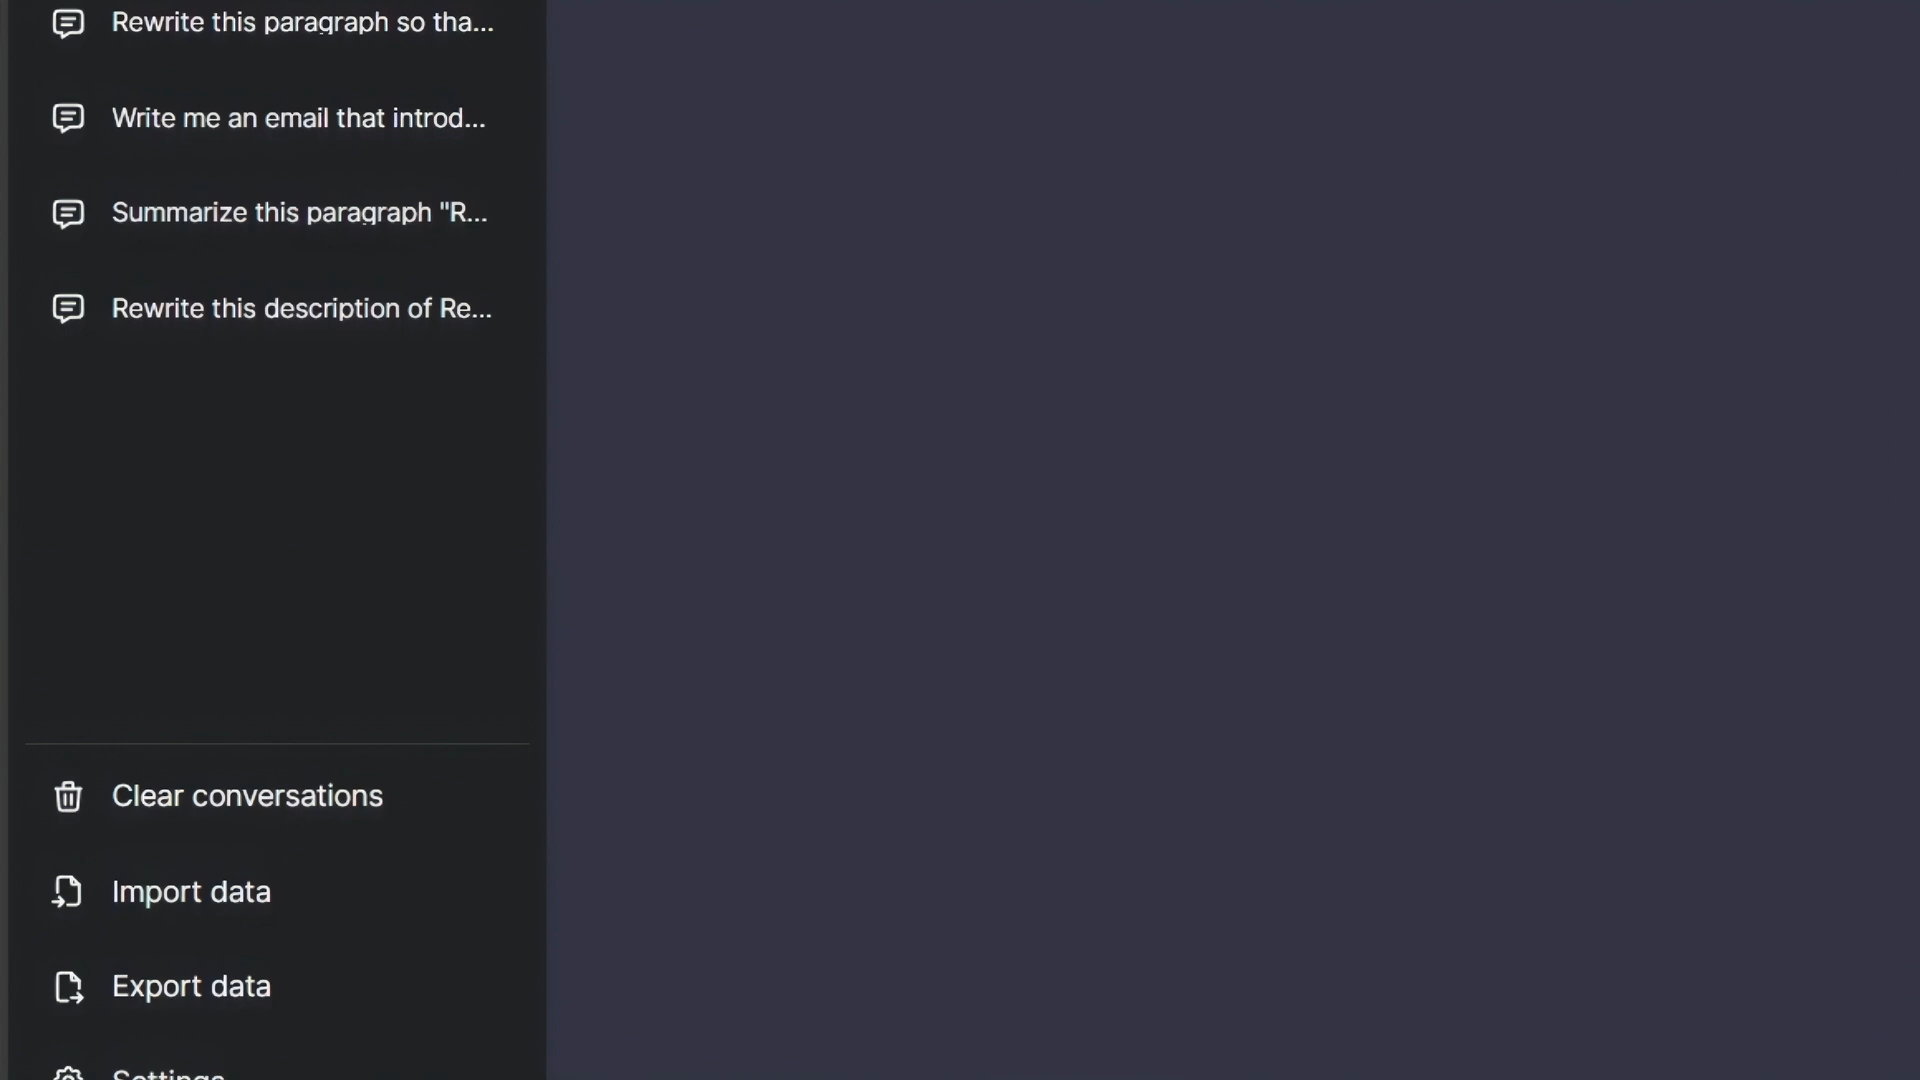 Rewrite this paragraph so tha...
Write me an email that introd...
Summarize this paragraph "R...
Rewrite this description of Re...
Clear conversations
Import data
Export data
Settings